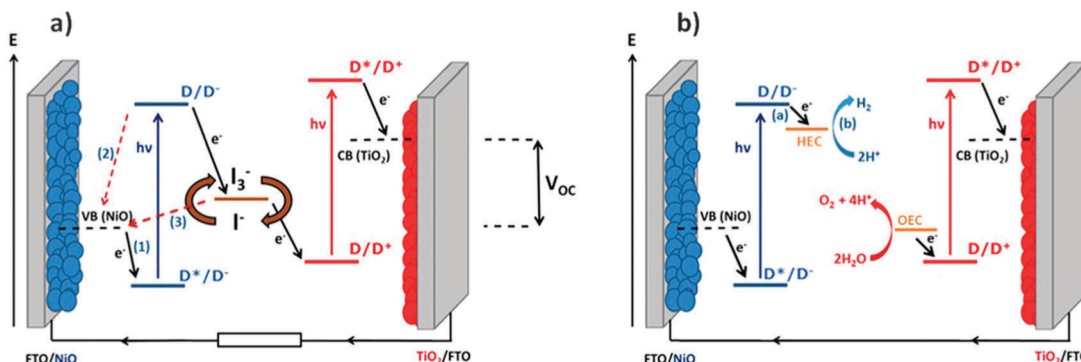 a)
E
D/D⁻
(2)
hν
e⁻
VB (NiO)
(3)
(1)
e⁻
D*/D⁻
I₃⁻
I⁻
e⁻
D*/D⁺
e⁻
hν
CB (TiO₂)
D/D⁺
V_OC
FTO/NiO
TiO₂/FTO
b)
E
D/D⁻
(a)
e⁻
HEC
(b)
H₂
2H⁺
hν
VB (NiO)
e⁻
D*/D⁻
O₂ + 4H⁺
2H₂O
OEC
e⁻
D*/D⁺
e⁻
hν
CB (TiO₂)
D/D⁺
FTO/NiO
TiO₂/FTO